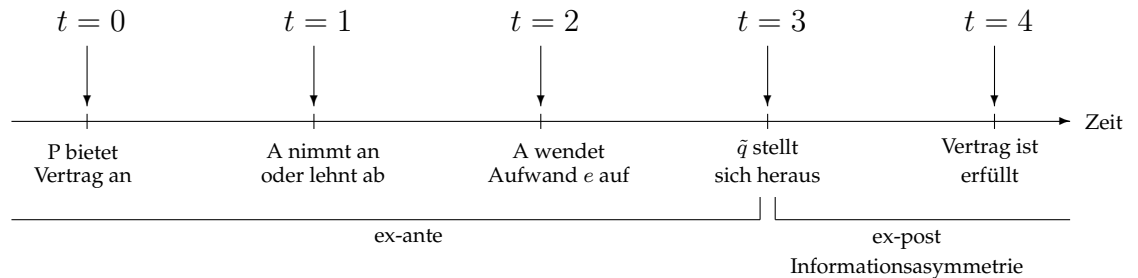 t = 0
t = 1
t = 2
t = 3
t = 4
Zeit
P bietet
Vertrag an
A nimmt an
oder lehnt ab
A wendet
Aufwand e auf
q̃ stellt
sich heraus
Vertrag ist
erfüllt
ex-ante
ex-post
Informationsasymmetrie